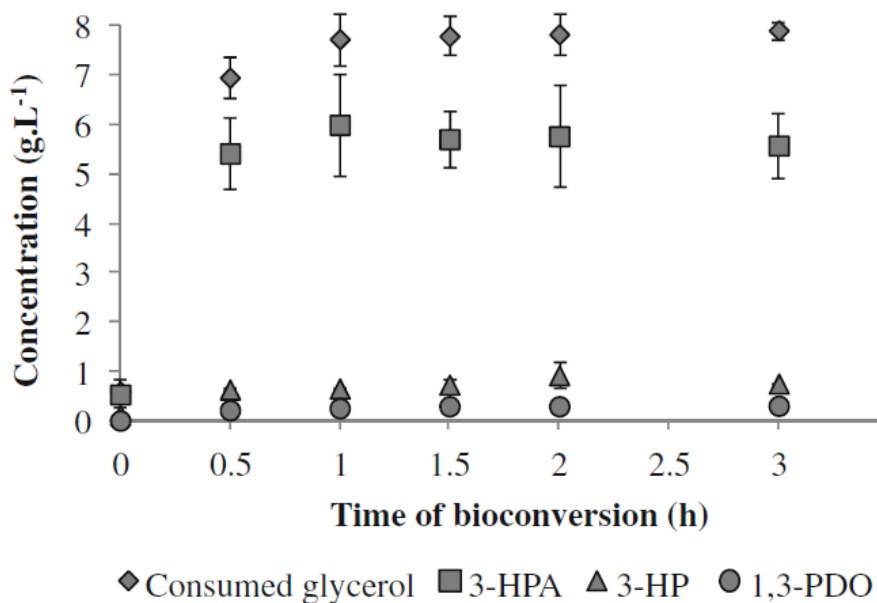 8
7
6
5
4
3
2
1
0
Concentration (g.L⁻¹)
0 0.5 1 1.5 2 2.5 3
Time of bioconversion (h)
Consumed glycerol 3-HPA 3-HP 1,3-PDO